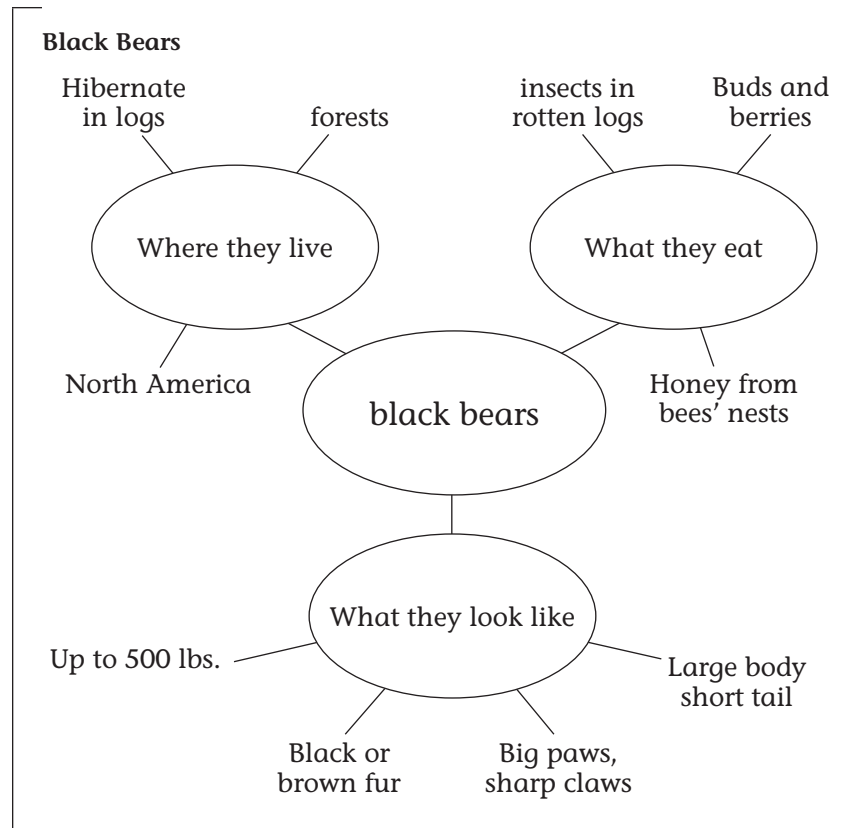 Black Bears
Hibernate
in logs
forests
Where they live
North America
insects in
rotten logs
Buds and
berries
What they eat
Honey from
bees’ nests
black bears
What they look like
Up to 500 lbs.
Black or
brown fur
Big paws,
sharp claws
Large body
short tail